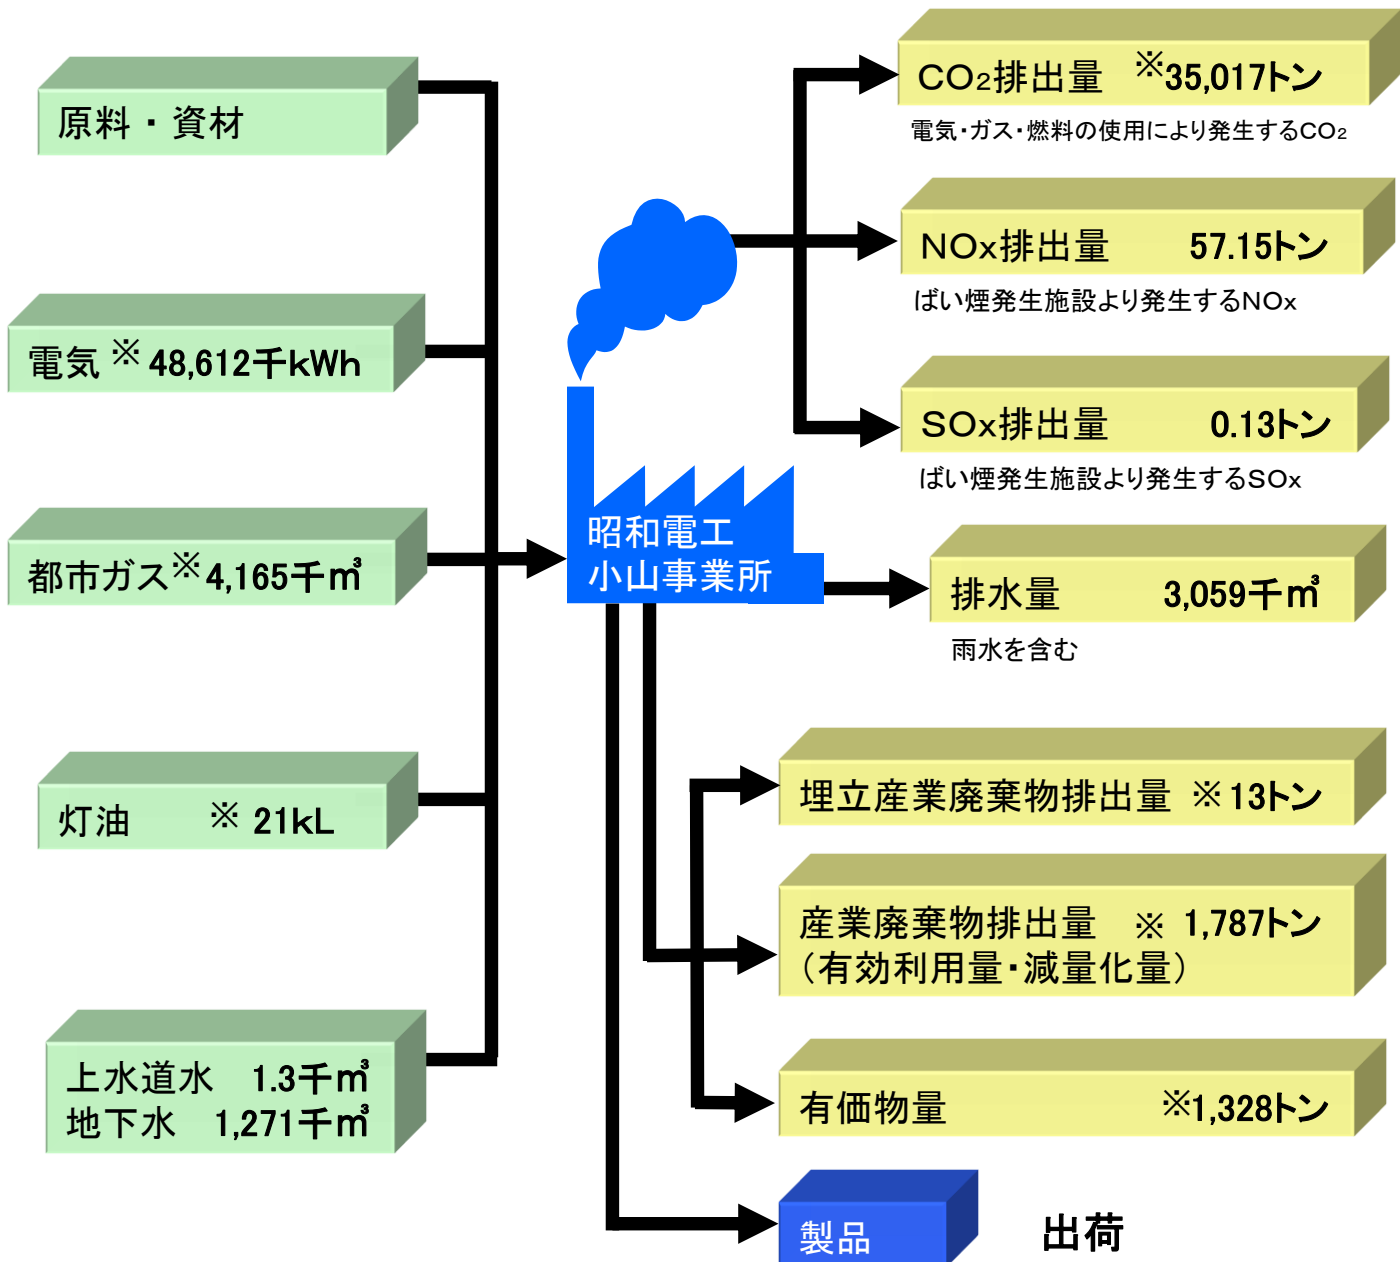 原料・資材
電気 ※ 48,612千kWh
都市ガス ※ 4,165千㎥
灯油 ※ 21kL
上水道水 1.3千㎥
地下水 1,271千㎥
昭和電工
小山事業所
CO₂排出量 ※35,017トン
電気・ガス・燃料の使用により発生するCO₂
NOx排出量 57.15トン
ばい煙発生施設より発生するNOx
SOx排出量 0.13トン
ばい煙発生施設より発生するSOx
排水量 3,059千㎥
雨水を含む
埋立産業廃棄物排出量 ※ 13トン
産業廃棄物排出量 ※ 1,787トン
（有効利用量・減量化量）
有価物量 ※1,328トン
製品 出荷